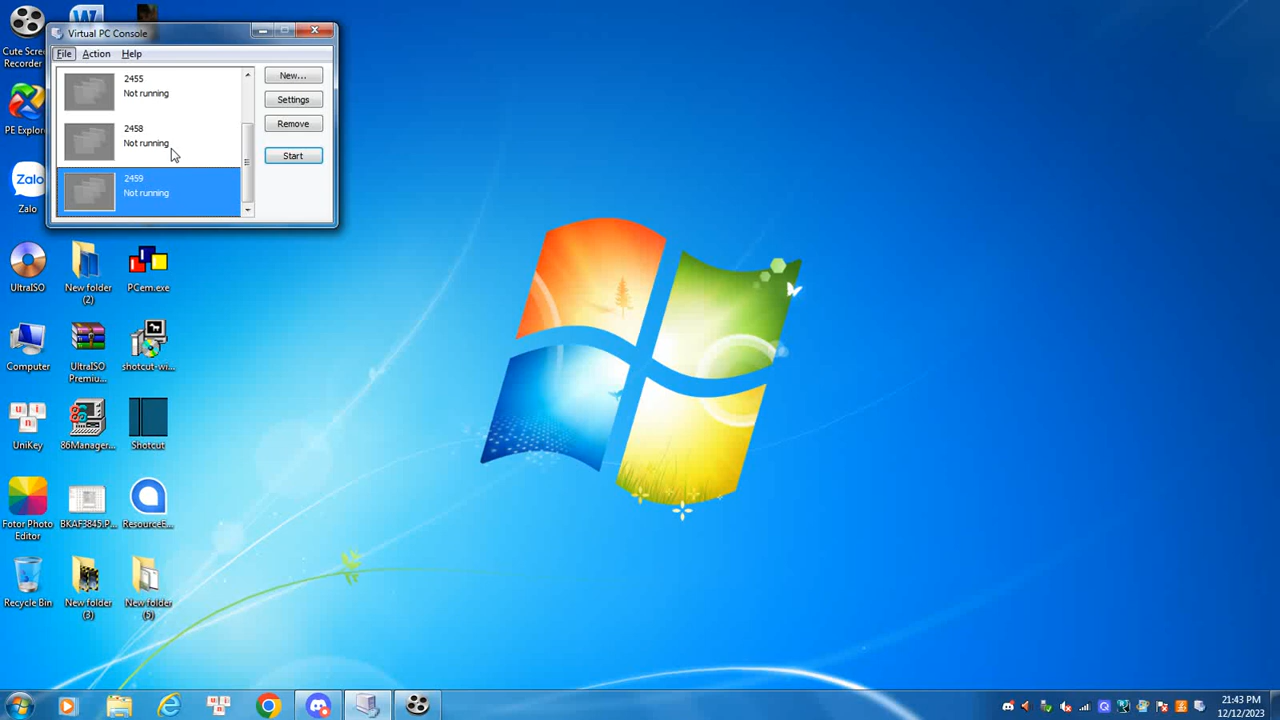 Virtual PC Console
File Action Help
2455
Not running
2458
Not running
2459
Not running
New...
Settings
Remove
Start
Cute Scree
Recorder
PE Explore
Zalo
Zalo
UltraISO
New folder
(2)
PCem.exe
Computer
UltraISO
Premiu...
shotcut-wi...
UniKey
86Manager...
Shotcut
Fotor Photo
Editor
BKAF3845.P...
ResourceE...
Recycle Bin
New folder
(3)
New folder
(5)
21:43 PM
12/12/2023